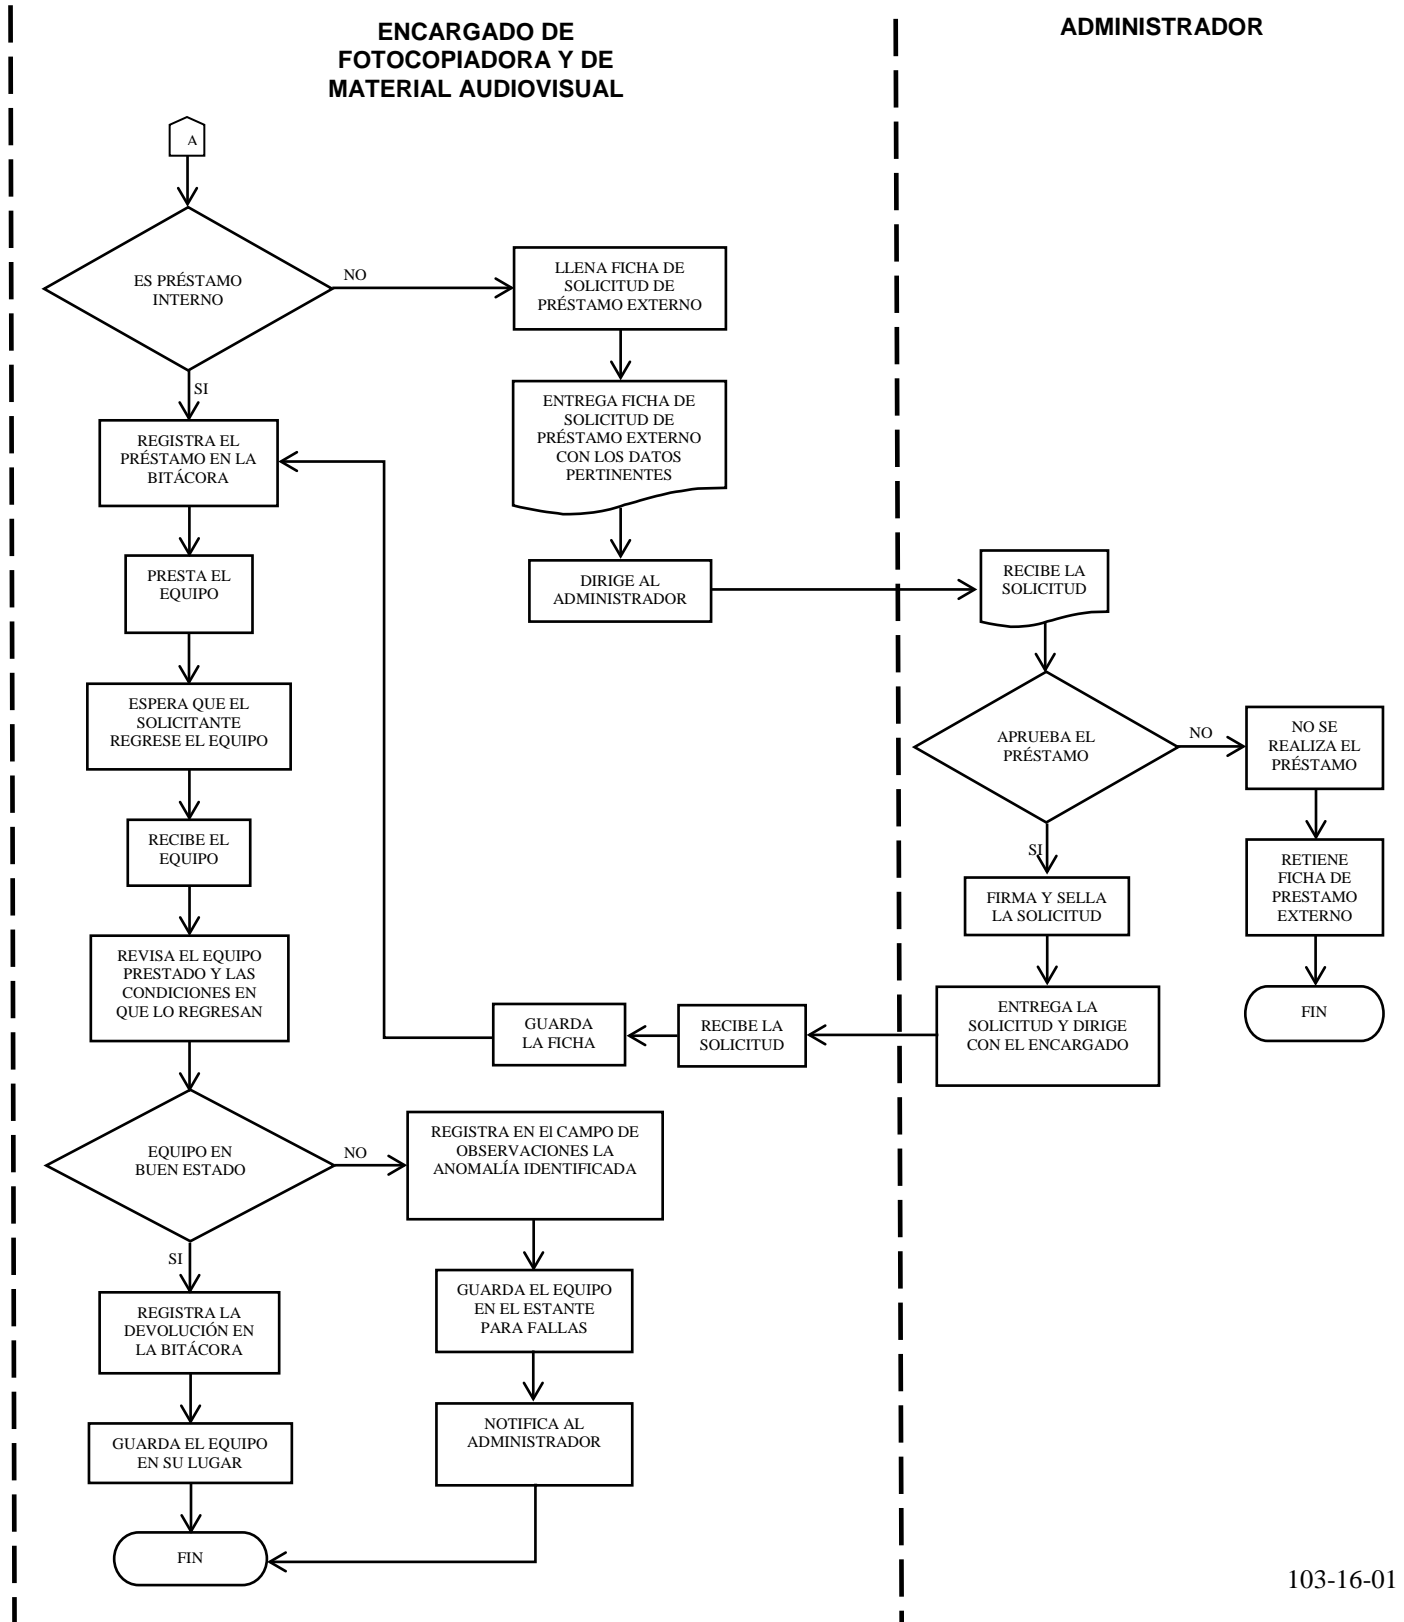 ENCARGADO DE
FOTOCOPIADORA Y DE
MATERIAL AUDIOVISUAL
ADMINISTRADOR
A
ES PRÉSTAMO
INTERNO
NO
LLENA FICHA DE
SOLICITUD DE
PRÉSTAMO EXTERNO
SI
ENTREGA FICHA DE
SOLICITUD DE
PRÉSTAMO EXTERNO
CON LOS DATOS
PERTINENTES
REGISTRA EL
PRÉSTAMO EN LA
BITÁCORA
PRESTA EL
EQUIPO
DIRIGE AL
ADMINISTRADOR
RECIBE LA
SOLICITUD
ESPERA QUE EL
SOLICITANTE
REGRESE EL EQUIPO
APRUEBA EL
PRÉSTAMO
NO
NO SE
REALIZA EL
PRÉSTAMO
RECIBE EL
EQUIPO
SI
RETIENE
FICHA DE
PRESTAMO
EXTERNO
FIRMA Y SELLA
LA SOLICITUD
REVISA EL EQUIPO
PRESTADO Y LAS
CONDICIONES EN
QUE LO REGRESAN
GUARDA
LA FICHA
RECIBE LA
SOLICITUD
ENTREGA LA
SOLICITUD Y DIRIGE
CON EL ENCARGADO
FIN
EQUIPO EN
BUEN ESTADO
NO
REGISTRA EN El CAMPO DE
OBSERVACIONES LA
ANOMALÍA IDENTIFICADA
SI
GUARDA EL EQUIPO
EN EL ESTANTE
PARA FALLAS
REGISTRA LA
DEVOLUCIÓN EN
LA BITÁCORA
NOTIFICA AL
ADMINISTRADOR
GUARDA EL EQUIPO
EN SU LUGAR
FIN
103-16-01